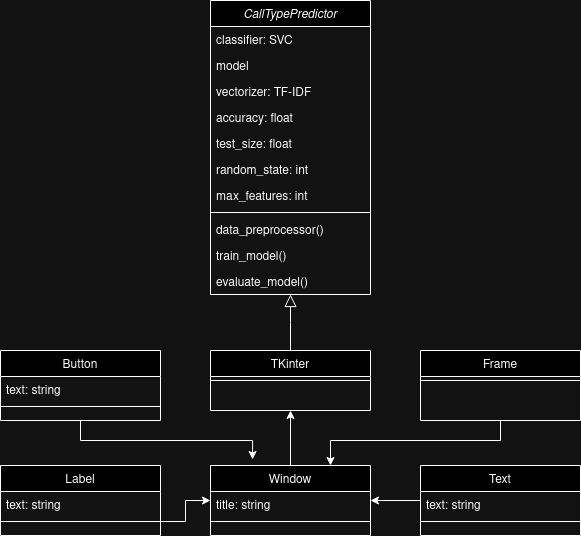 CallTypePredictor
classifier: SVC
model
vectorizer: TF-IDF
accuracy: float
test_size: float
random_state: int
max_features: int
data_preprocessor()
train_model()
evaluate_model()
Button
text: string
TKinter
Frame
Label
text: string
Window
title: string
Text
text: string